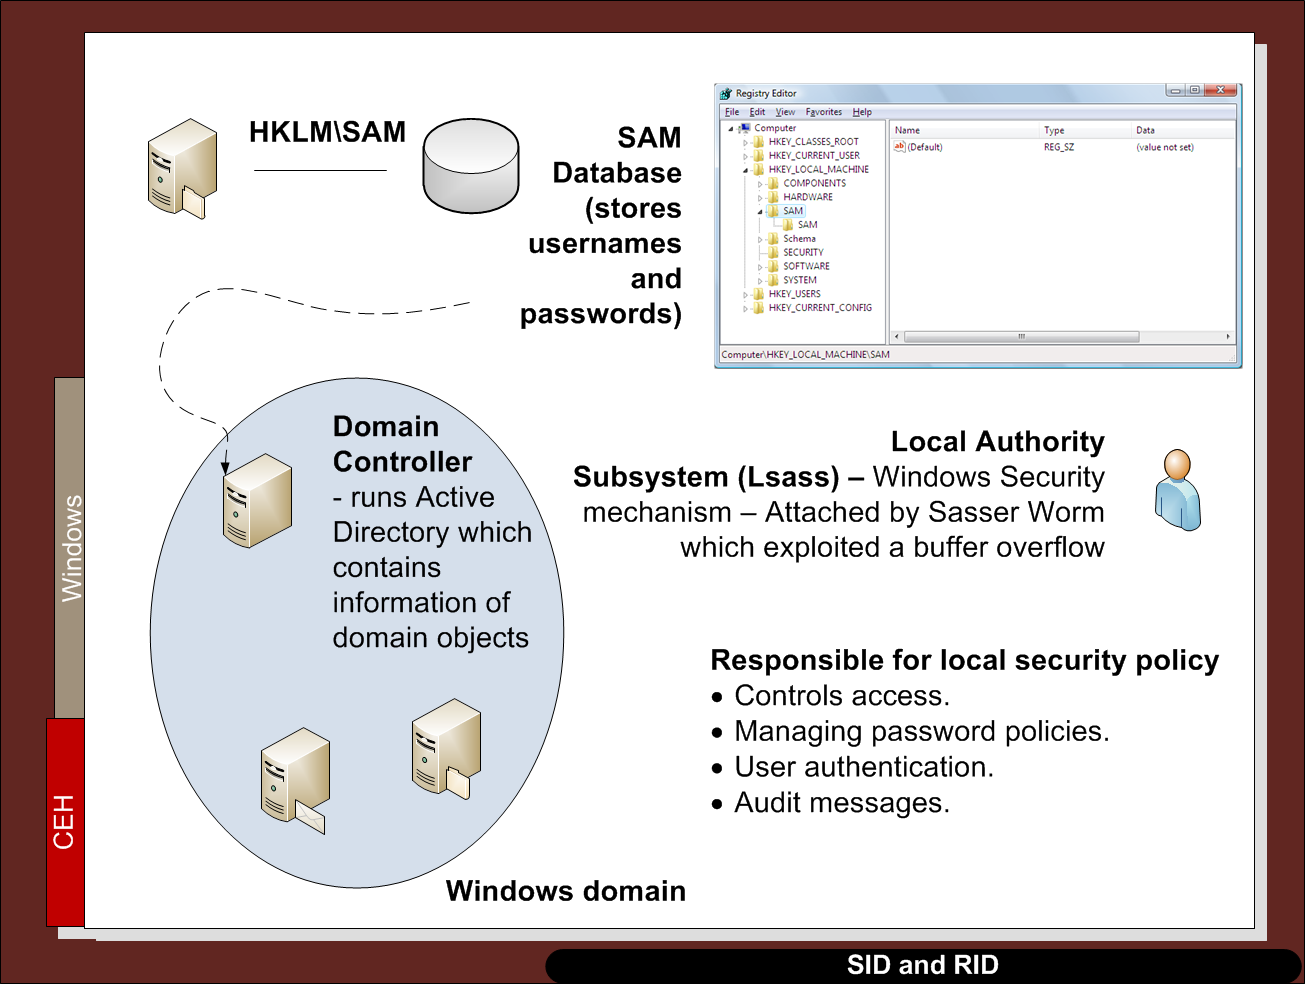 HKLM\SAM
SAM
Database
(stores
usernames
and
passwords)
Registry Editor
File Edit View Favorites Help
Computer
HKEY_CLASSES_ROOT
HKEY_CURRENT_USER
HKEY_LOCAL_MACHINE
COMPONENTS
HARDWARE
SAM
SAM
Schema
SECURITY
SOFTWARE
SYSTEM
HKEY_USERS
HKEY_CURRENT_CONFIG
Name Type Data
ab (Default) REG_SZ (value not set)
Computer\HKEY_LOCAL_MACHINE\SAM
Domain
Controller
- runs Active
Directory which
contains
information of
domain objects
Windows domain
Local Authority
Subsystem (Lsass) – Windows Security
mechanism – Attached by Sasser Worm
which exploited a buffer overflow
Responsible for local security policy
• Controls access.
• Managing password policies.
• User authentication.
• Audit messages.
Windows
CEH
SID and RID